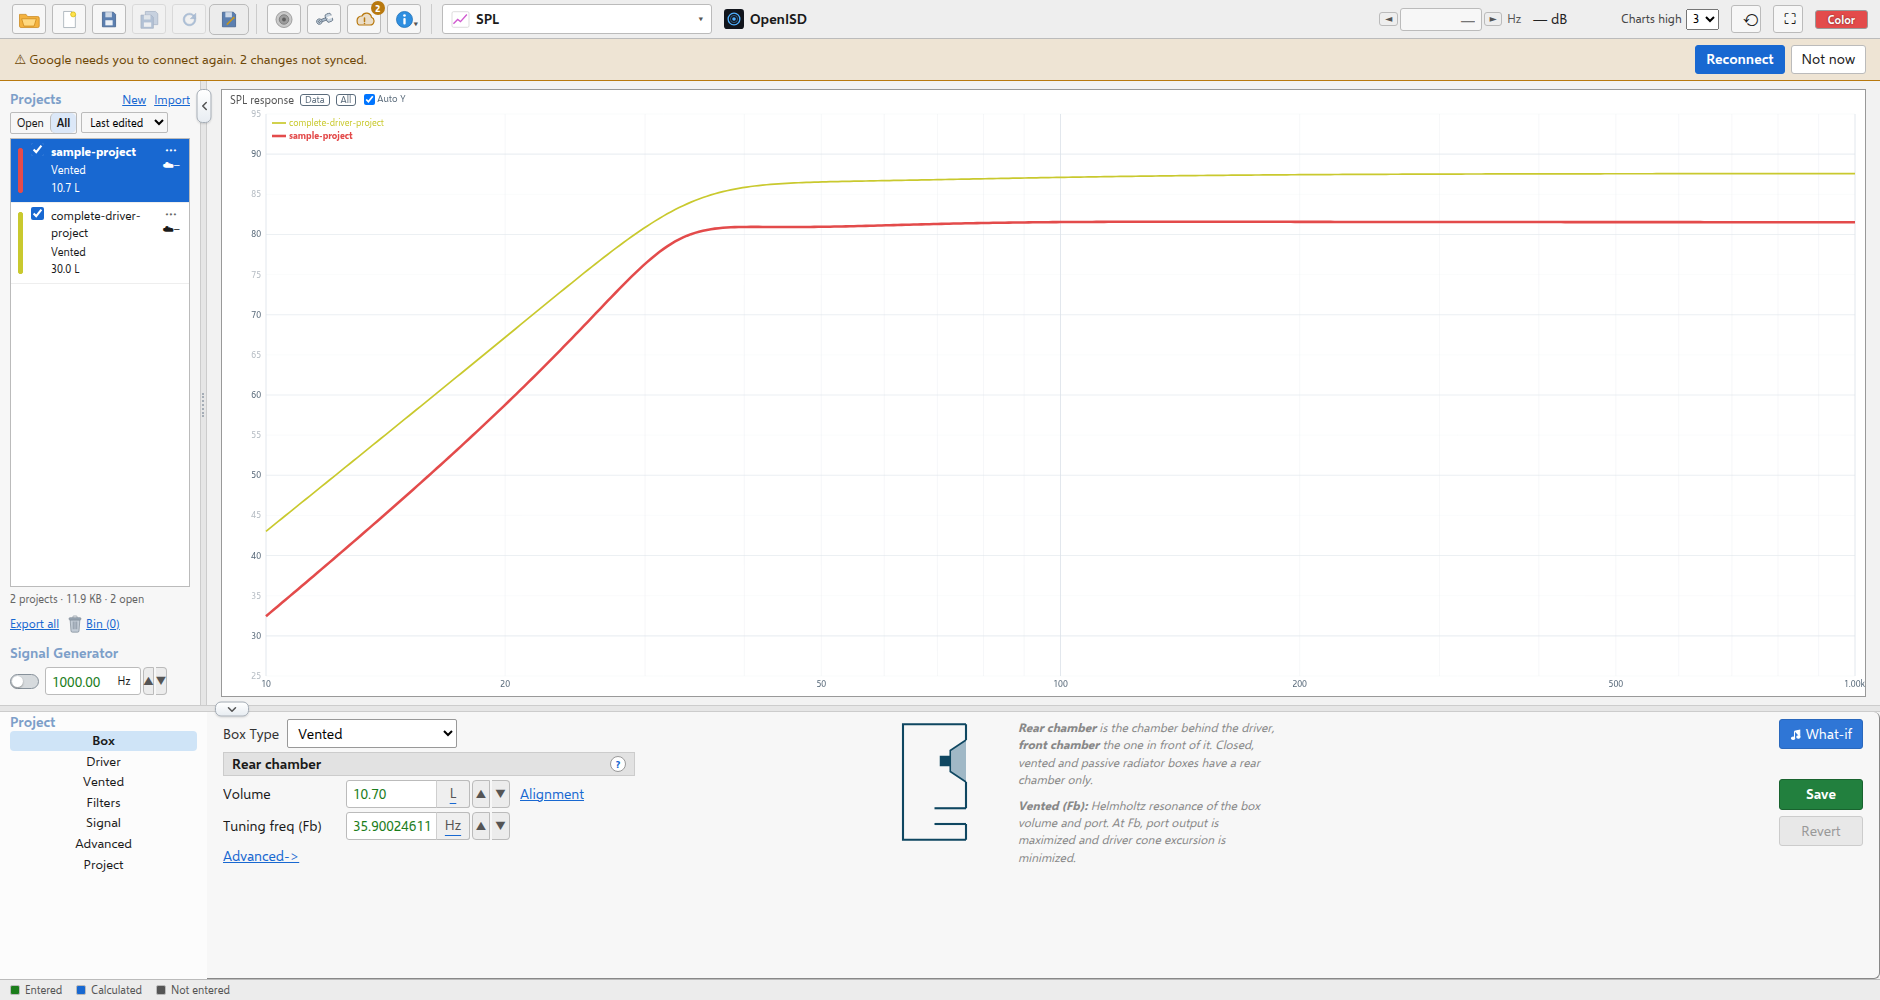 2
SPL
OpenISD
—
Hz
— dB
Charts high
3
Color
⚠ Google needs you to connect again. 2 changes not synced.
Reconnect
Not now
Projects
New
Import
Open
All
Last edited
sample-project
Vented
10.7 L
complete-driver-
project
Vented
30.0 L
2 projects · 11.9 KB · 2 open
Export all
Bin (0)
Signal Generator
1000.00
Hz
SPL response
Data
All
Auto Y
complete-driver-project
sample-project
95
90
85
80
75
70
65
60
55
50
45
40
35
30
25
10
20
50
100
200
500
1.00k
Project
Box
Driver
Vented
Filters
Signal
Advanced
Project
Box Type
Vented
Rear chamber
?
Volume
10.70
L
Alignment
Tuning freq (Fb)
35.90024611
Hz
Advanced->
Rear chamber is the chamber behind the driver,
front chamber the one in front of it. Closed,
vented and passive radiator boxes have a rear
chamber only.
Vented (Fb): Helmholtz resonance of the box
volume and port. At Fb, port output is
maximized and driver cone excursion is
minimized.
What-if
Save
Revert
Entered
Calculated
Not entered